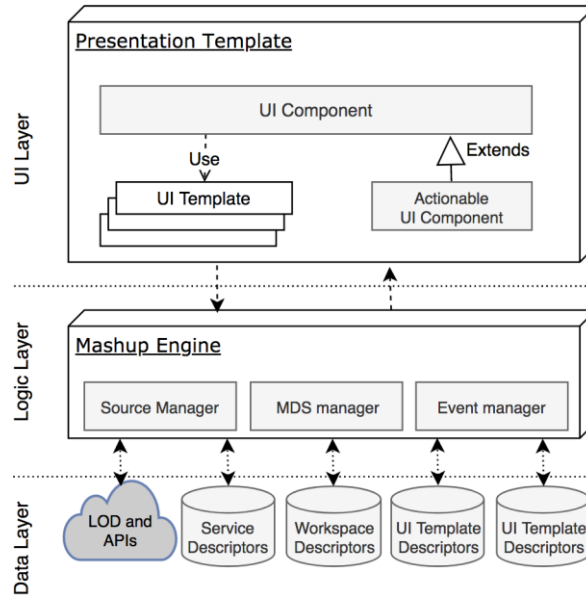 Presentation Template
UI Component
Use
Extends
UI Template
Actionable
UI Component
UI Layer
Mashup Engine
Source Manager
MDS manager
Event manager
Logic Layer
LOD and
APIs
Service
Descriptors
Workspace
Descriptors
UI Template
Descriptors
UI Template
Descriptors
Data Layer